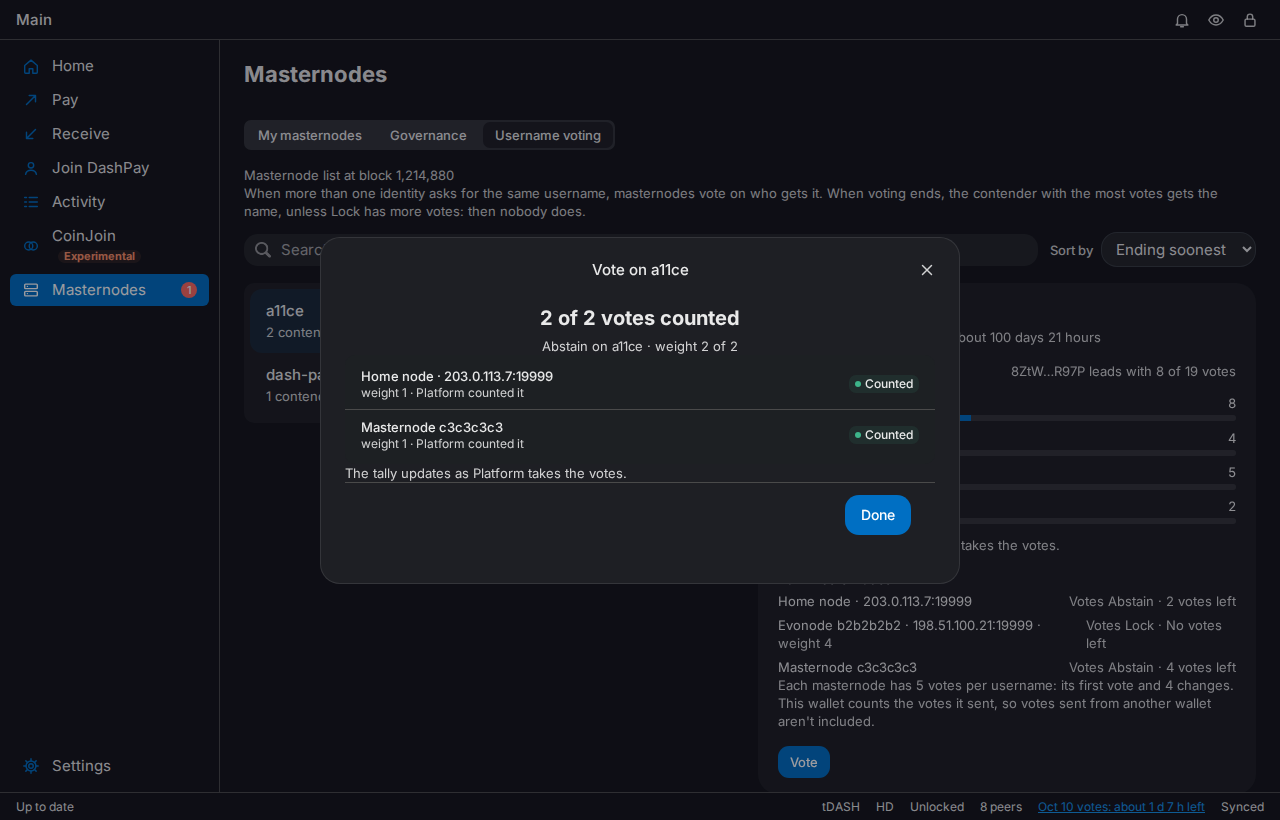 Main
Home
Pay
Receive
Join DashPay
Activity
CoinJoin
Experimental
Masternodes
1
Settings
Masternodes
My masternodes
Governance
Username voting
Masternode list at block 1,214,880
When more than one identity asks for the same username, masternodes vote on who gets it. When voting ends, the contender with the most votes gets the
name, unless Lock has more votes: then nobody does.
Sort by
Ending soonest
a11ce
2
1
Vote on a11ce
2 of 2 votes counted
Abstain on a11ce · weight 2 of 2
Home node · 203.0.113.7:19999
weight 1 · Platform counted it
Counted
Masternode c3c3c3c3
weight 1 · Platform counted it
Counted
The tally updates as Platform takes the votes.
Done
100 days 21 hours
8ZtW...R97P leads with 8 of 19 votes
8
4
5
2
takes the votes.
Home node · 203.0.113.7:19999
Votes Abstain · 2 votes left
Evonode b2b2b2b2 · 198.51.100.21:19999 ·
weight 4
Votes Lock · No votes
left
Masternode c3c3c3c3
Votes Abstain · 4 votes left
Each masternode has 5 votes per username: its first vote and 4 changes.
This wallet counts the votes it sent, so votes sent from another wallet
aren't included.
Vote
Up to date
tDASH
HD
Unlocked
8 peers
Oct 10 votes: about 1 d 7 h left
Synced